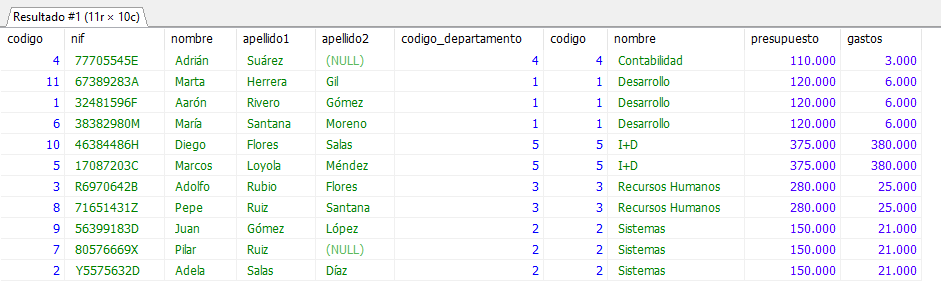 Resultado #1 (11r × 10c)
codigo nif nombre apellido1 apellido2 codigo_departamento codigo nombre presupuesto gastos
4 77705545E Adrián Suárez (NULL) 4 4 Contabilidad 110.000 3.000
11 67389283A Marta Herrera Gil 1 1 Desarrollo 120.000 6.000
1 32481596F Aarón Rivero Gómez 1 1 Desarrollo 120.000 6.000
6 38382980M María Santana Moreno 1 1 Desarrollo 120.000 6.000
10 46384486H Diego Flores Salas 5 5 I+D 375.000 380.000
5 17087203C Marcos Loyola Méndez 5 5 I+D 375.000 380.000
3 R6970642B Adolfo Rubio Flores 3 3 Recursos Humanos 280.000 25.000
8 71651431Z Pepe Ruiz Santana 3 3 Recursos Humanos 280.000 25.000
9 56399183D Juan Gómez López 2 2 Sistemas 150.000 21.000
7 80576669X Pilar Ruiz (NULL) 2 2 Sistemas 150.000 21.000
2 Y5575632D Adela Salas Díaz 2 2 Sistemas 150.000 21.000